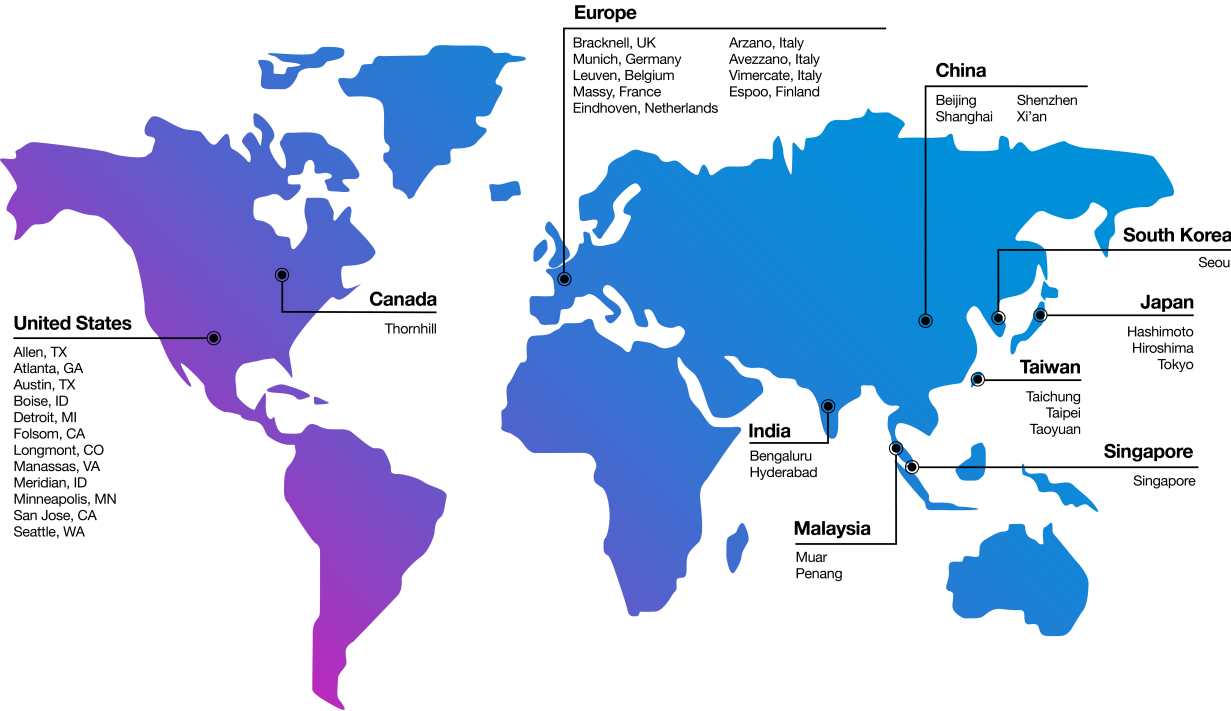 Europe
Bracknell, UK
Munich, Germany
Leuven, Belgium
Massy, France
Eindhoven, Netherlands
Arzano, Italy
Avezzano, Italy
Vimercate, Italy
Espoo, Finland
China
Beijing
Shanghai
Shenzhen
Xi’an
South Korea
Seou
Canada
Thornhill
Japan
Hashimoto
Hiroshima
Tokyo
United States
Allen, TX
Atlanta, GA
Austin, TX
Boise, ID
Detroit, MI
Folsom, CA
Longmont, CO
Manassas, VA
Meridian, ID
Minneapolis, MN
San Jose, CA
Seattle, WA
Taiwan
Taichung
Taipei
Taoyuan
India
Bengaluru
Hyderabad
Singapore
Singapore
Malaysia
Muar
Penang